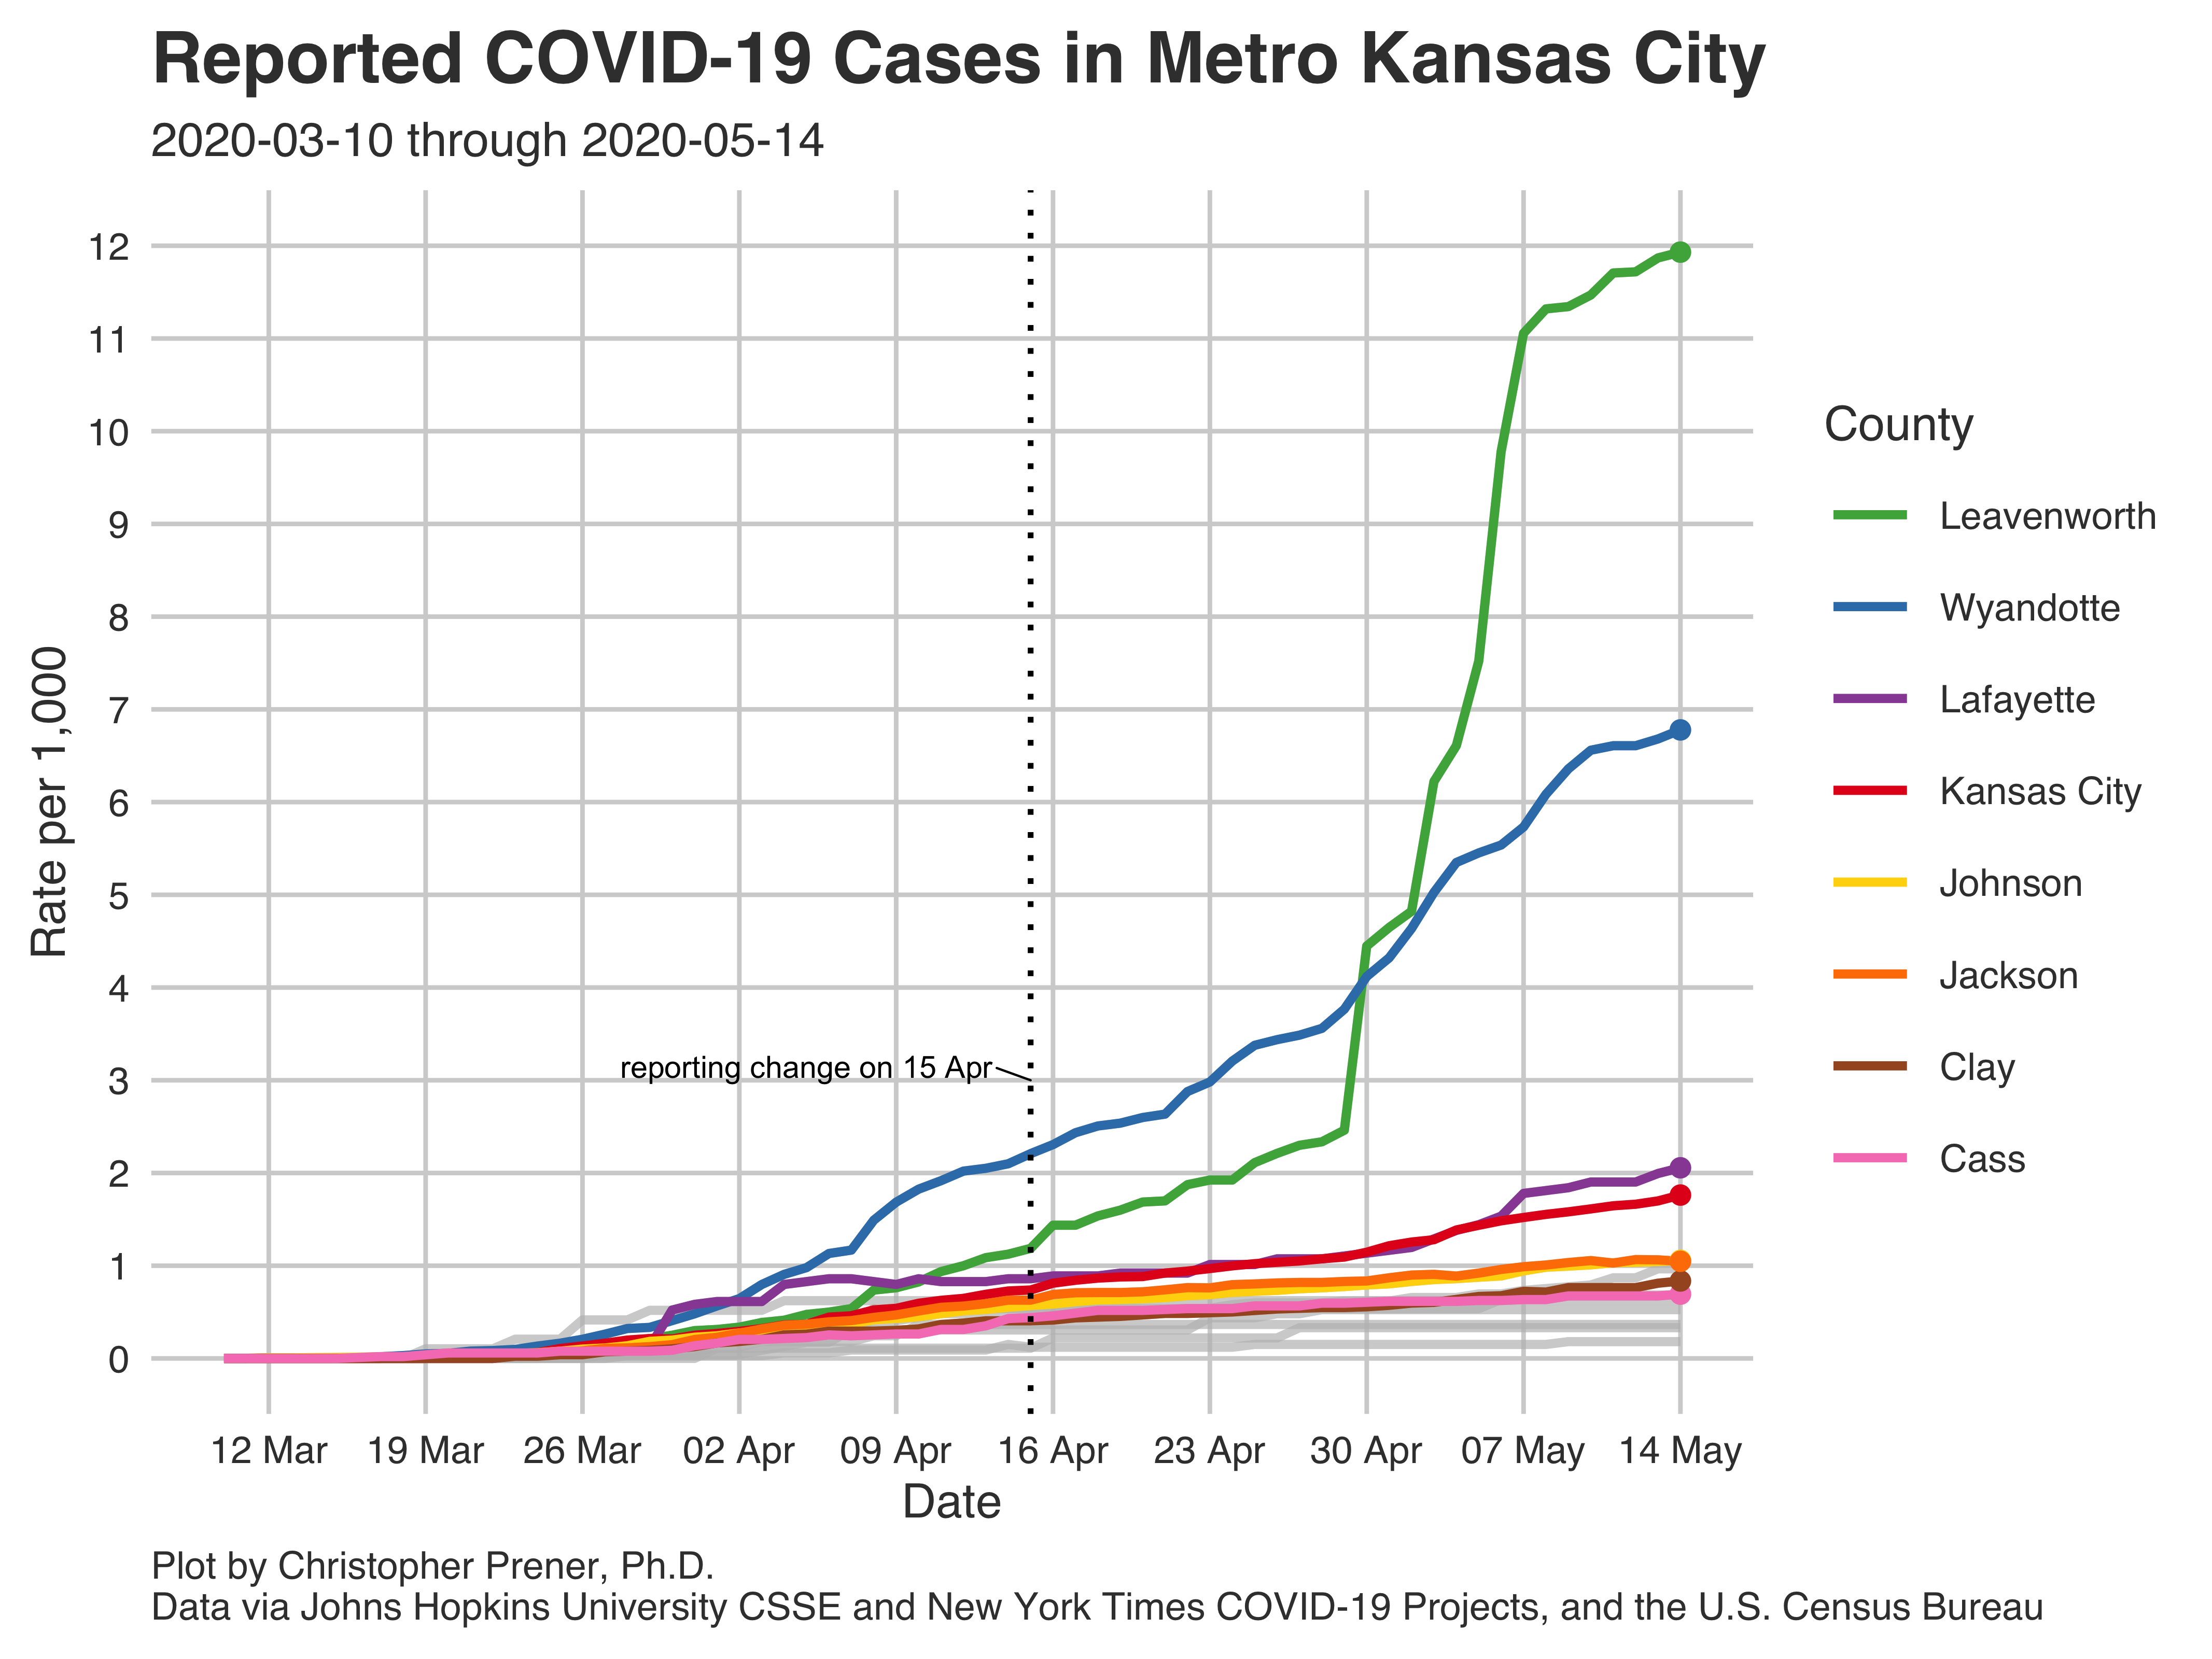 Reported COVID-19 Cases in Metro Kansas City
2020-03-10 through 2020-05-14
12
11
10
9
8
7
6
5
4
3
2
1
0
Rate per 1,000
reporting change on 15 Apr
12 Mar 19 Mar 26 Mar 02 Apr 09 Apr 16 Apr 23 Apr 30 Apr 07 May 14 May
Date
County
Leavenworth
Wyandotte
Lafayette
Kansas City
Johnson
Jackson
Clay
Cass
Plot by Christopher Prener, Ph.D.
Data via Johns Hopkins University CSSE and New York Times COVID-19 Projects, and the U.S. Census Bureau